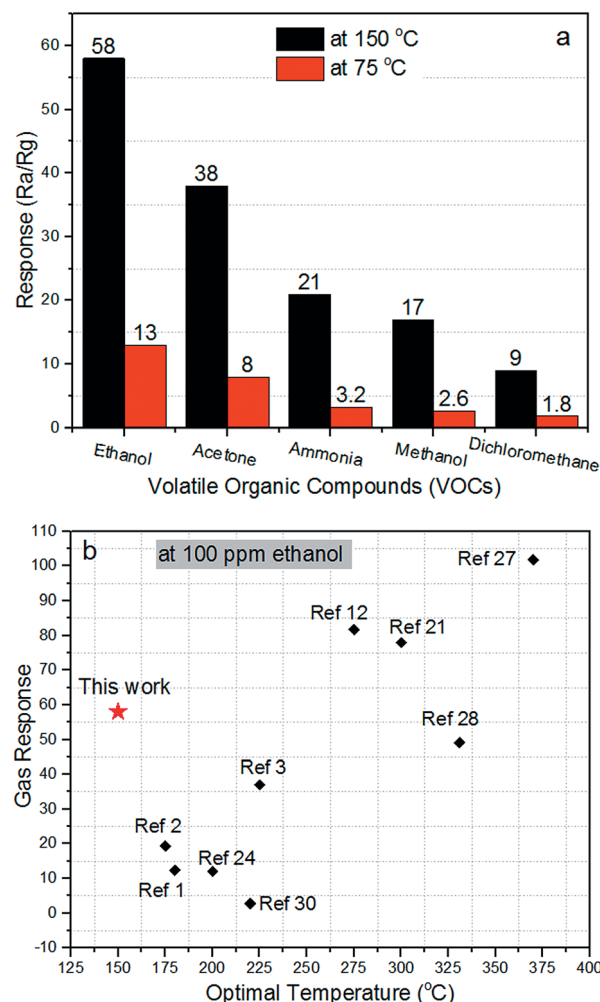 a
at 150 °C
at 75 °C
Response (Ra/Rg)
60
50
40
30
20
10
0
58
13
38
8
21
3.2
17
2.6
9
1.8
Ethanol
Acetone
Ammonia
Methanol
Dichloromethane
Volatile Organic Compounds (VOCs)
b
at 100 ppm ethanol
Gas Response
110
100
90
80
70
60
50
40
30
20
10
0
-10
Ref 27
Ref 12
Ref 21
This work
Ref 28
Ref 3
Ref 2
Ref 24
Ref 1
Ref 30
125 150 175 200 225 250 275 300 325 350 375 400
Optimal Temperature (°C)